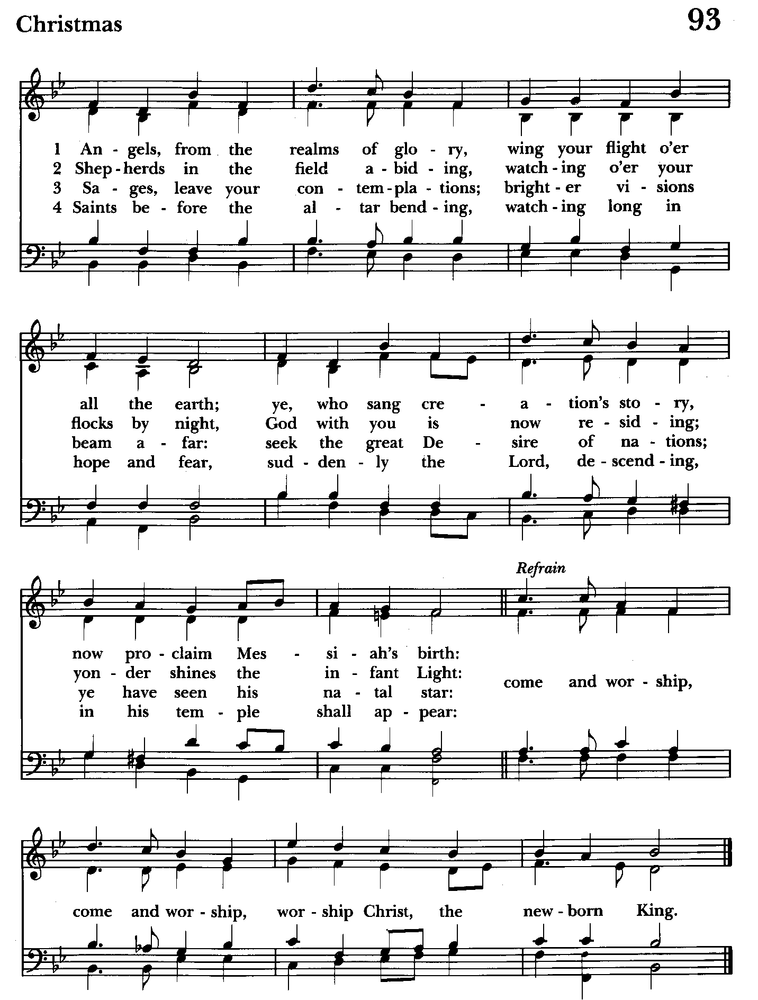 Christmas 93
1 An - gels, from the realms of glo - ry, wing your flight o'er
2 Shep - herds in the field a - bid - ing, watch - ing o'er your
3 Sa - ges, leave your con - tem - pla - tions; bright - er vi - sions
4 Saints be - fore the al - tar bend - ing, watch - ing long in
all the earth; ye, who sang cre - a - tion's sto - ry,
flocks by night, God with you is now re - sid - ing;
beam a - far: seek the great De - sire of na - tions;
hope and fear, sud - den - ly the Lord, de - scend - ing,
Refrain
now pro - claim Mes - si - ah's birth:
yon - der shines the in - fant Light:
come and wor - ship,
ye have seen his na - tal star:
in his tem - ple shall ap - pear:
come and wor - ship, wor - ship Christ, the new - born King.